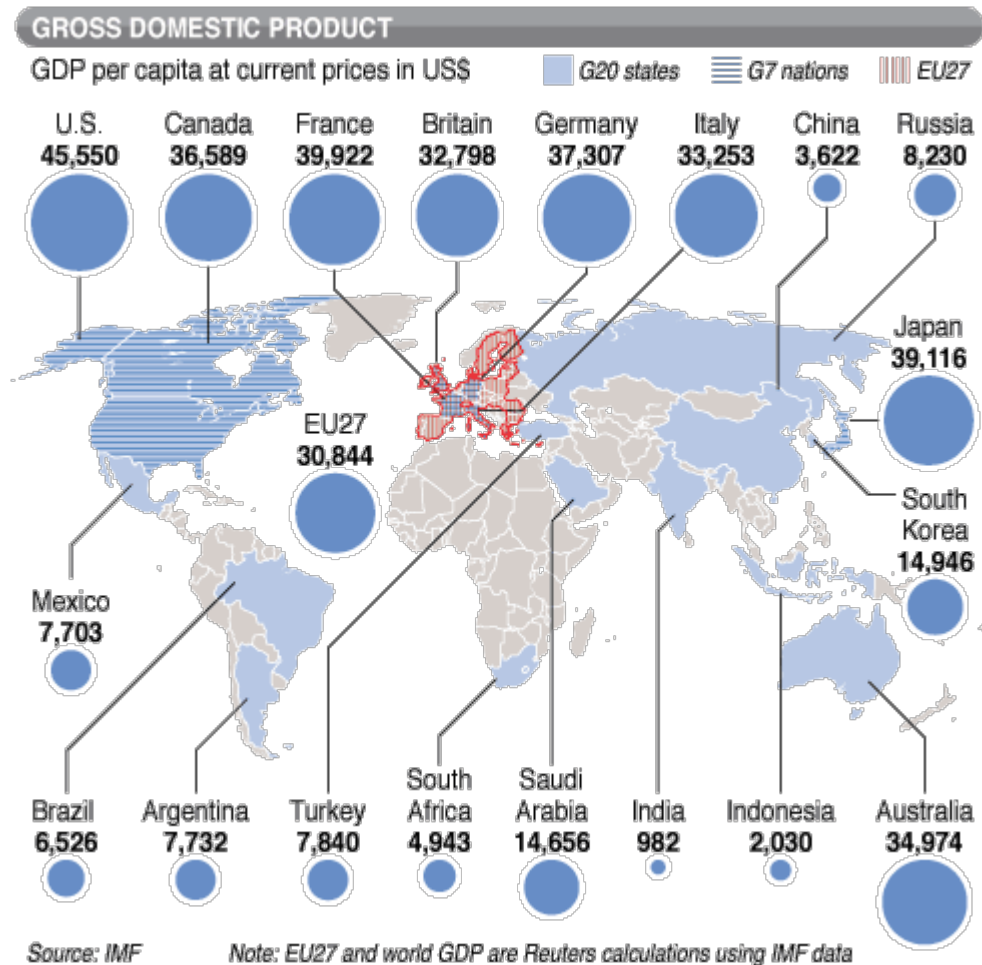 GROSS DOMESTIC PRODUCT
GDP per capita at current prices in US$
G20 states
G7 nations
EU27
U.S.
45,550
Canada
36,589
France
39,922
Britain
32,798
Germany
37,307
Italy
33,253
China
3,622
Russia
8,230
Japan
39,116
EU27
30,844
South
Korea
14,946
Mexico
7,703
Brazil
6,526
Argentina
7,732
Turkey
7,840
South
Africa
4,943
Saudi
Arabia
14,656
India
982
Indonesia
2,030
Australia
34,974
Source: IMF
Note: EU27 and world GDP are Reuters calculations using IMF data